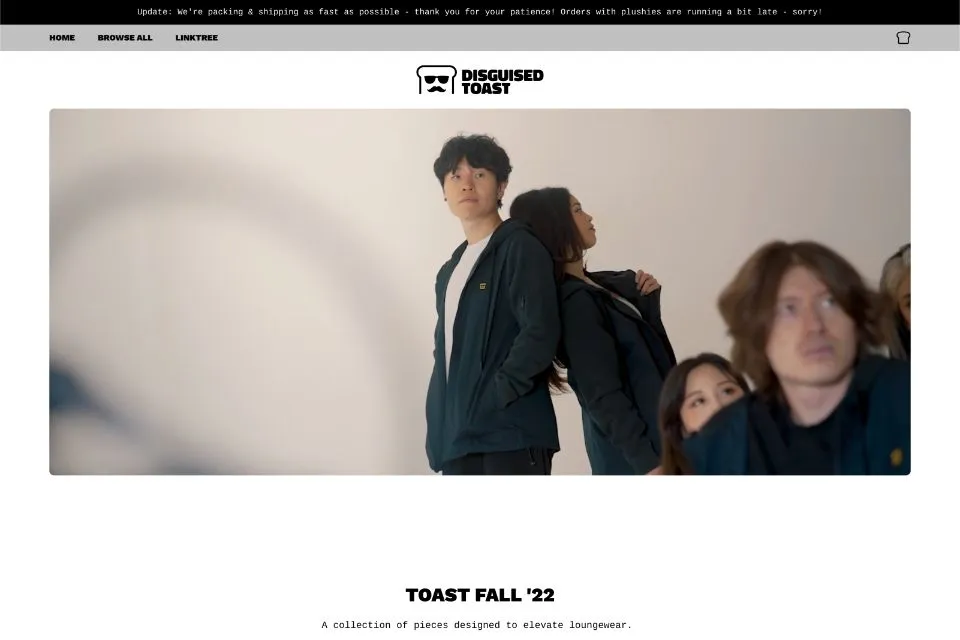 Update: We're packing & shipping as fast as possible - thank you for your patience! Orders with plushies are running a bit late - sorry!
HOME BROWSE ALL LINKTREE
DISGUISED
TOAST
TOAST FALL '22
A collection of pieces designed to elevate loungewear.